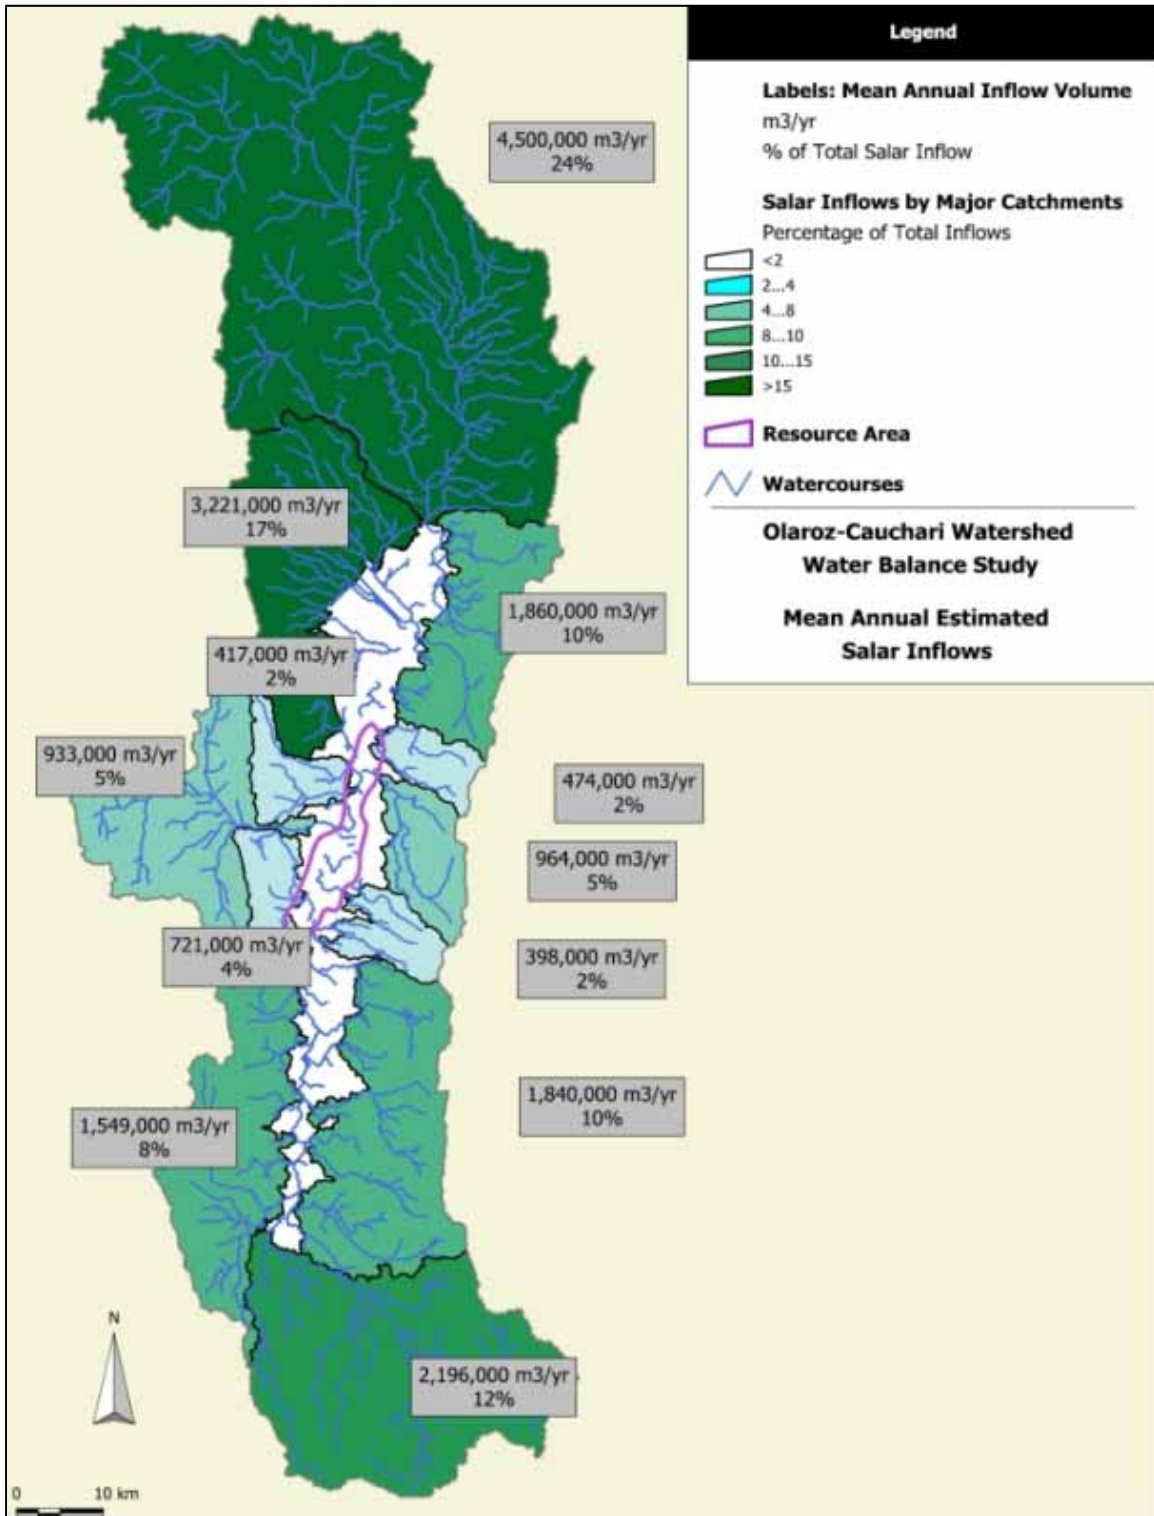 Legend
Labels: Mean Annual Inflow Volume
m3/yr
% of Total Salar Inflow
Salar Inflows by Major Catchments
Percentage of Total Inflows
<2
2...4
4...8
8...10
10...15
>15
Resource Area
Watercourses
Olaroz-Cauchari Watershed
Water Balance Study
Mean Annual Estimated
Salar Inflows
4,500,000 m3/yr
24%
3,221,000 m3/yr
17%
1,860,000 m3/yr
10%
417,000 m3/yr
2%
933,000 m3/yr
5%
474,000 m3/yr
2%
964,000 m3/yr
5%
721,000 m3/yr
4%
398,000 m3/yr
2%
1,840,000 m3/yr
10%
1,549,000 m3/yr
8%
2,196,000 m3/yr
12%
N
0 10 km